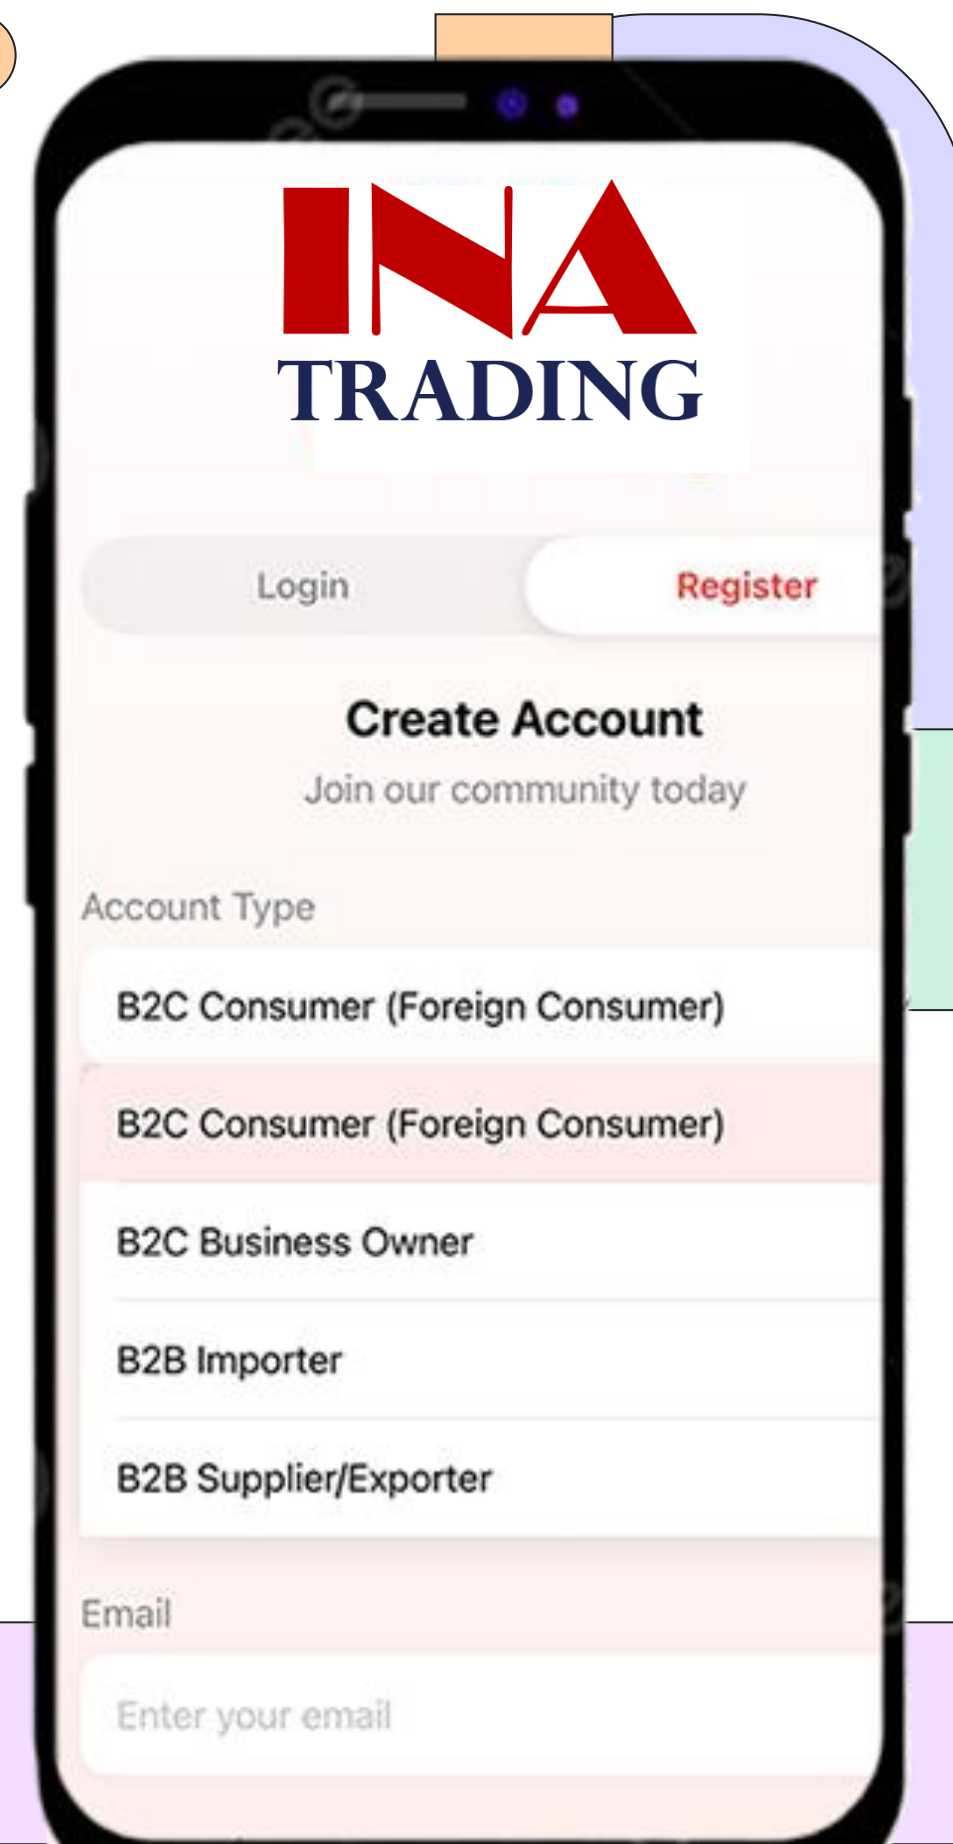 INA
TRADING
Login
Register
Create Account
Join our community today
Account Type
B2C Consumer (Foreign Consumer)
B2C Consumer (Foreign Consumer)
B2C Business Owner
B2B Importer
B2B Supplier/Exporter
Email
Enter your email